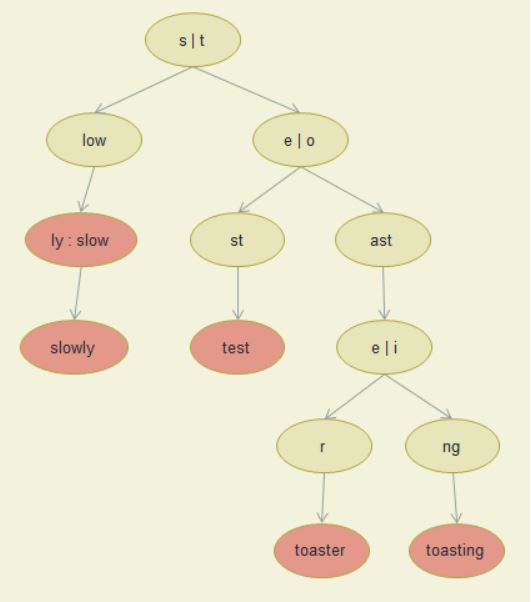 s | t
low
e | o
ly : slow
st
ast
slowly
test
e | i
r
ng
toaster
toasting